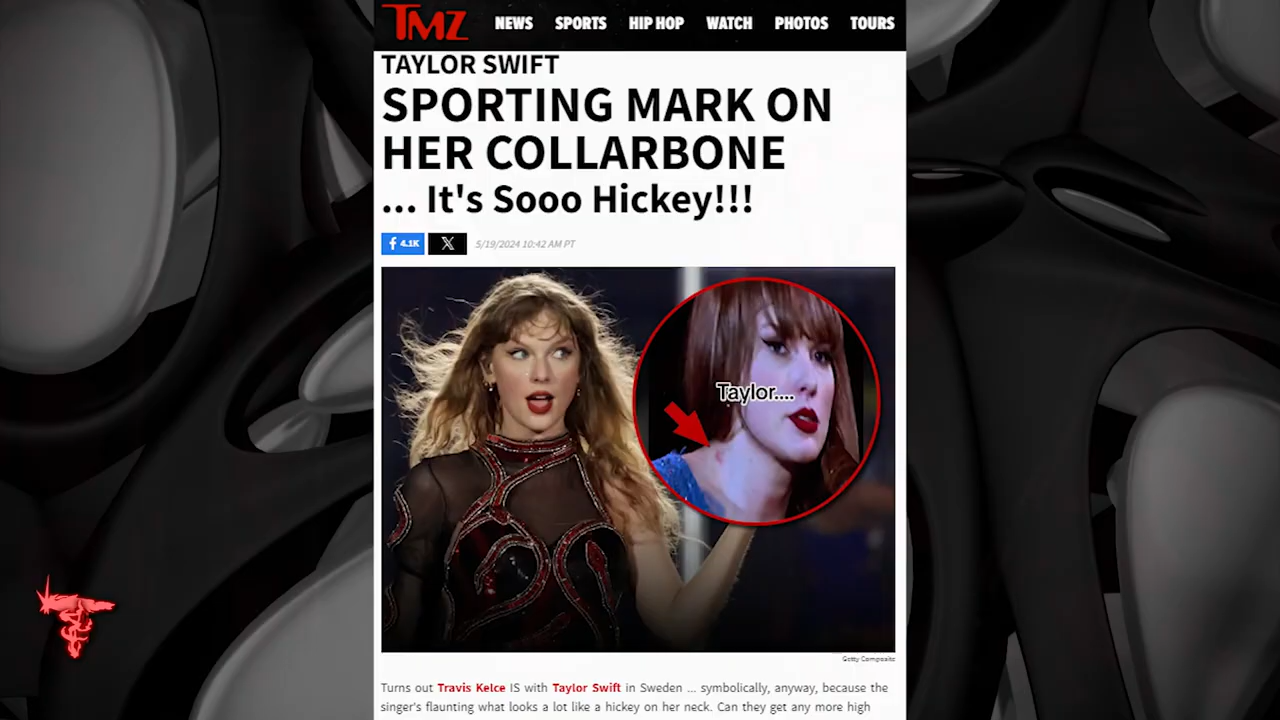 TMZ NEWS SPORTS HIP HOP WATCH PHOTOS TOURS
TAYLOR SWIFT
SPORTING MARK ON
HER COLLARBONE
... It's Sooo Hickey!!!
4.1K X 5/19/2024 10:42 AM PT
Taylor....
Getty Composite
Turns out Travis Kelce IS with Taylor Swift in Sweden ... symbolically, anyway, because the
singer's flaunting what looks a lot like a hickey on her neck. Can they get any more high